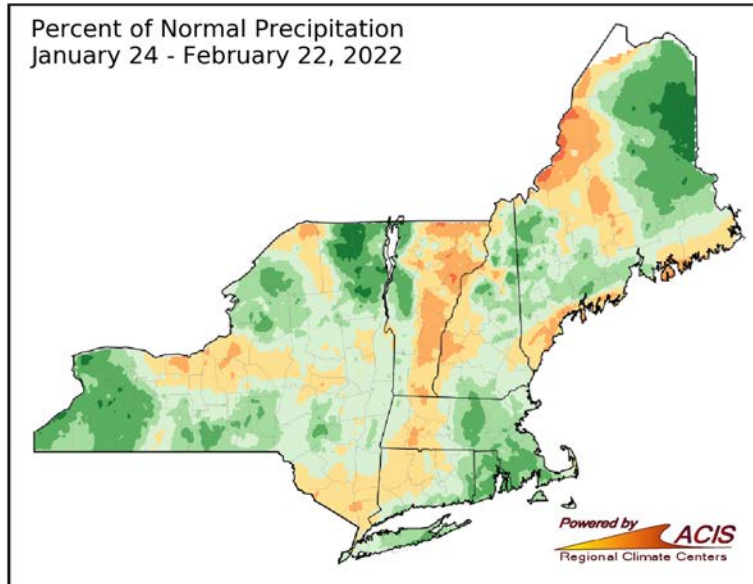 Percent of Normal Precipitation
January 24 - February 22, 2022
Powered by
ACIS
Regional Climate Centers